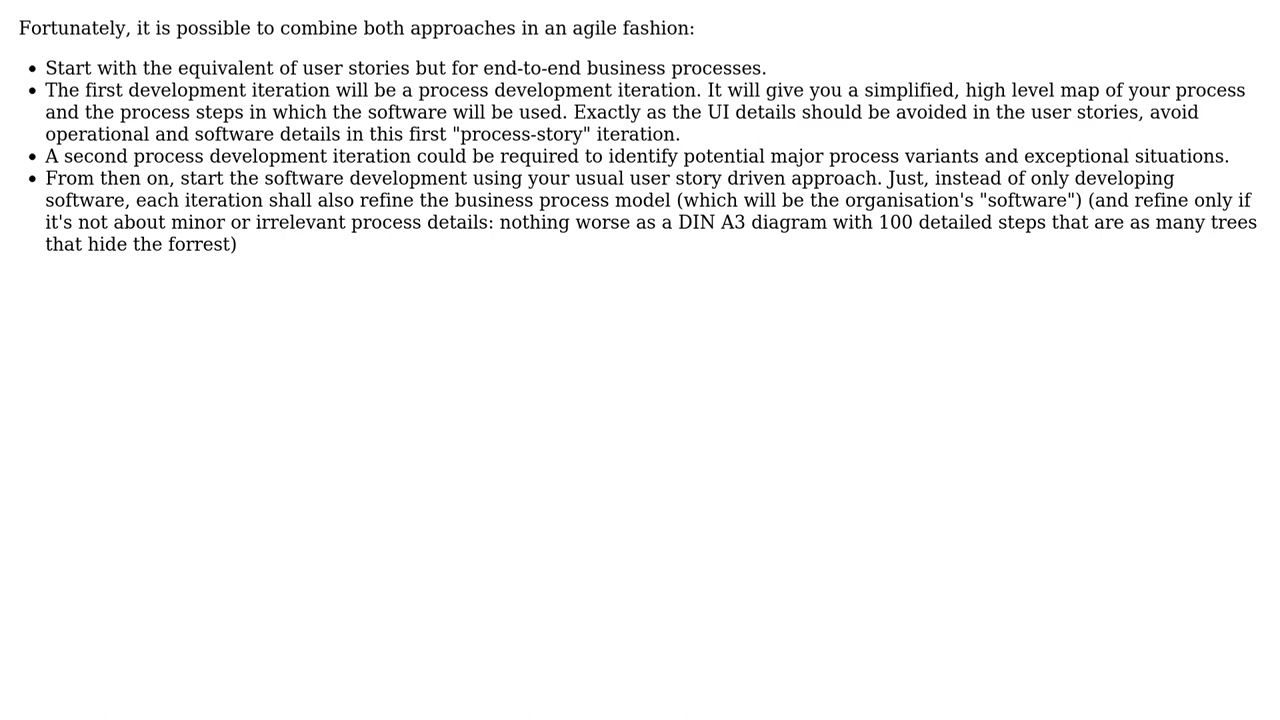 Fortunately, it is possible to combine both approaches in an agile fashion:
• Start with the equivalent of user stories but for end-to-end business processes.
• The first development iteration will be a process development iteration. It will give you a simplified, high level map of your process
and the process steps in which the software will be used. Exactly as the UI details should be avoided in the user stories, avoid
operational and software details in this first "process-story" iteration.
• A second process development iteration could be required to identify potential major process variants and exceptional situations.
• From then on, start the software development using your usual user story driven approach. Just, instead of only developing
software, each iteration shall also refine the business process model (which will be the organisation's "software") (and refine only if
it's not about minor or irrelevant process details: nothing worse as a DIN A3 diagram with 100 detailed steps that are as many trees
that hide the forrest)